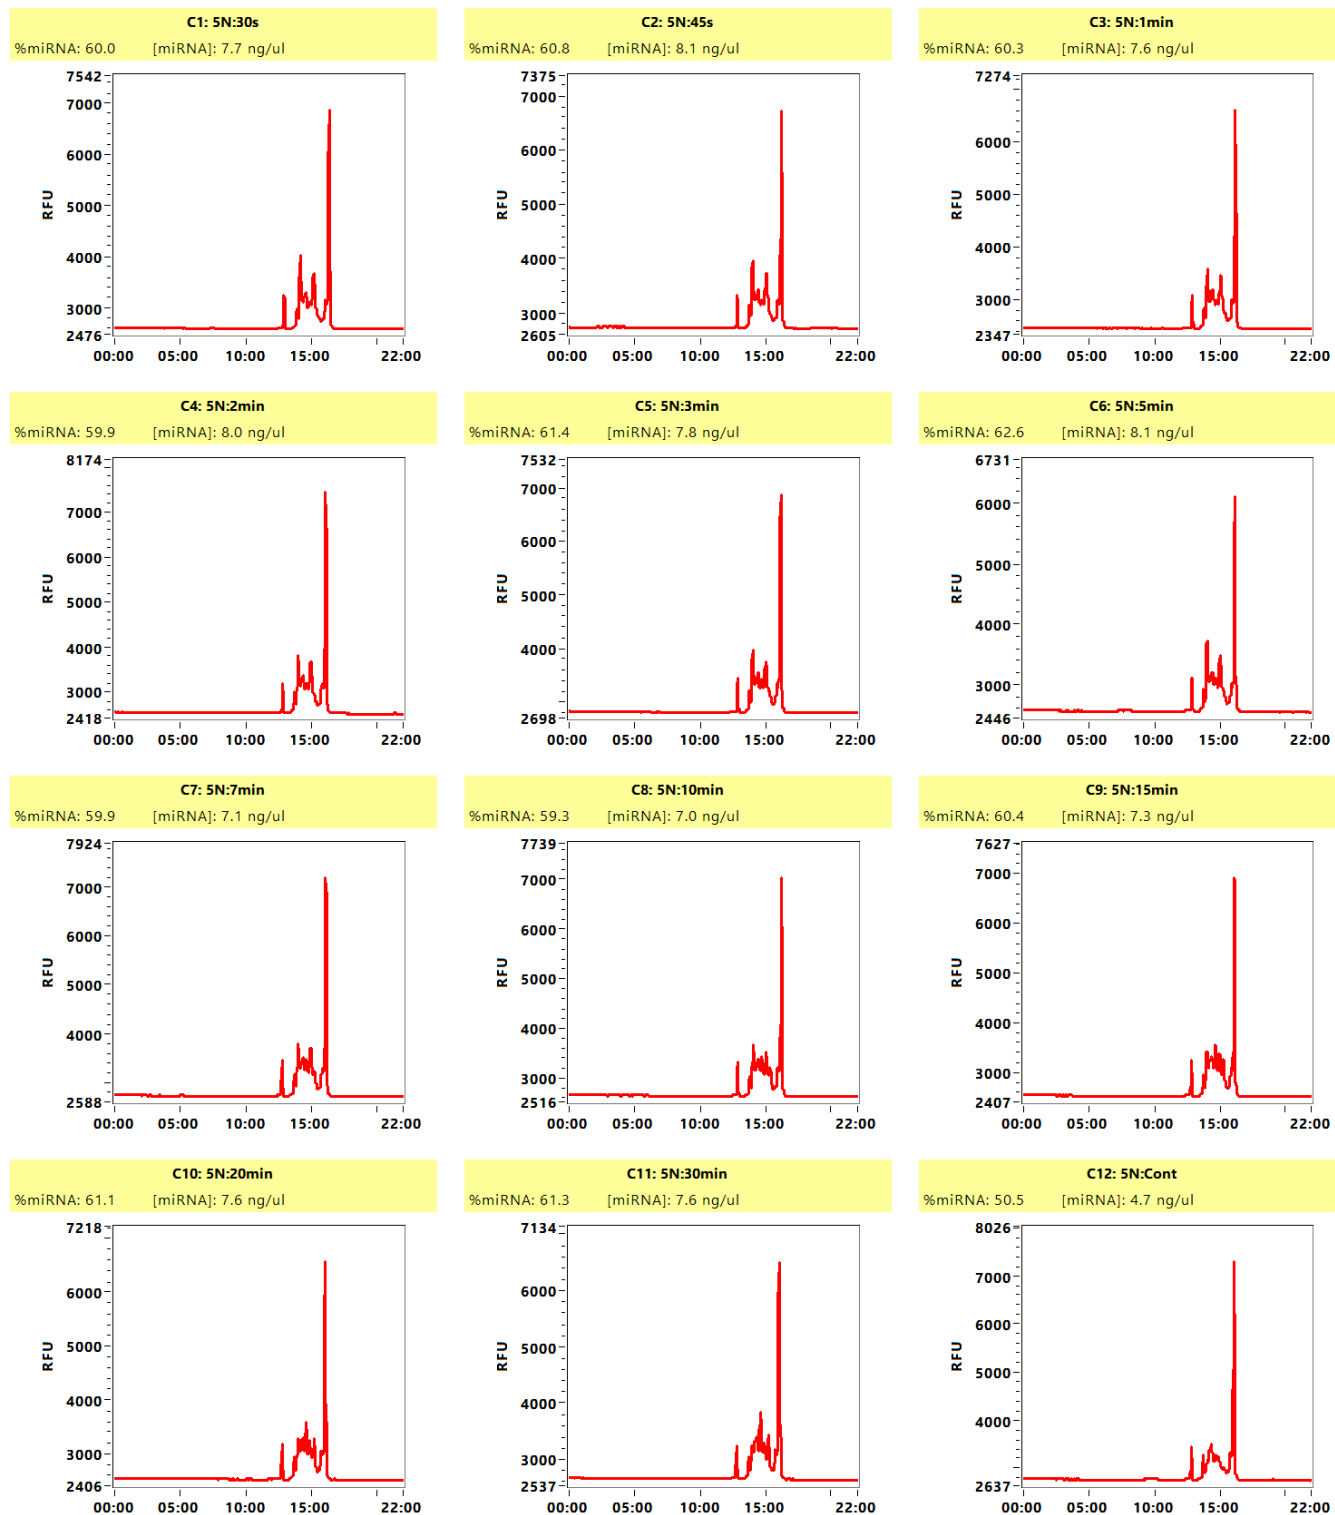 C1: 5N:30s
%miRNA: 60.0 [miRNA]: 7.7 ng/ul
7542
7000
6000
5000
4000
3000
2476
RFU
00:00 05:00 10:00 15:00 22:00
C2: 5N:45s
%miRNA: 60.8 [miRNA]: 8.1 ng/ul
7375
7000
6000
5000
4000
3000
2605
RFU
00:00 05:00 10:00 15:00 22:00
C3: 5N:1min
%miRNA: 60.3 [miRNA]: 7.6 ng/ul
7274
6000
5000
4000
3000
2347
RFU
00:00 05:00 10:00 15:00 22:00
C4: 5N:2min
%miRNA: 59.9 [miRNA]: 8.0 ng/ul
8174
7000
6000
5000
4000
3000
2418
RFU
00:00 05:00 10:00 15:00 22:00
C5: 5N:3min
%miRNA: 61.4 [miRNA]: 7.8 ng/ul
7532
7000
6000
5000
4000
2698
RFU
00:00 05:00 10:00 15:00 22:00
C6: 5N:5min
%miRNA: 62.6 [miRNA]: 8.1 ng/ul
6731
6000
5000
4000
3000
2446
RFU
00:00 05:00 10:00 15:00 22:00
C7: 5N:7min
%miRNA: 59.9 [miRNA]: 7.1 ng/ul
7924
7000
6000
5000
4000
2588
RFU
00:00 05:00 10:00 15:00 22:00
C8: 5N:10min
%miRNA: 59.3 [miRNA]: 7.0 ng/ul
7739
7000
6000
5000
4000
3000
2516
RFU
00:00 05:00 10:00 15:00 22:00
C9: 5N:15min
%miRNA: 60.4 [miRNA]: 7.3 ng/ul
7627
7000
6000
5000
4000
3000
2407
RFU
00:00 05:00 10:00 15:00 22:00
C10: 5N:20min
%miRNA: 61.1 [miRNA]: 7.6 ng/ul
7218
6000
5000
4000
3000
2406
RFU
00:00 05:00 10:00 15:00 22:00
C11: 5N:30min
%miRNA: 61.3 [miRNA]: 7.6 ng/ul
7134
6000
5000
4000
3000
2537
RFU
00:00 05:00 10:00 15:00 22:00
C12: 5N:Cont
%miRNA: 50.5 [miRNA]: 4.7 ng/ul
8026
7000
6000
5000
4000
2637
RFU
00:00 05:00 10:00 15:00 22:00